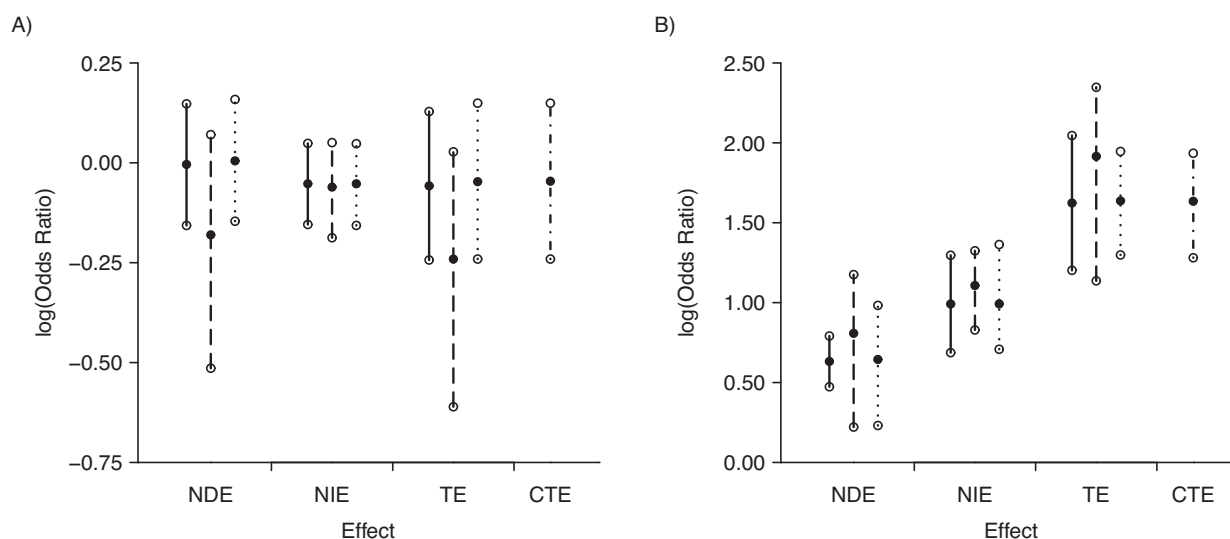 A)
0.25
0.00
−0.25
−0.50
−0.75
log(Odds Ratio)
NDE NIE TE CTE
Effect
B)
2.50
2.00
1.50
1.00
0.50
0.00
log(Odds Ratio)
NDE NIE TE CTE
Effect